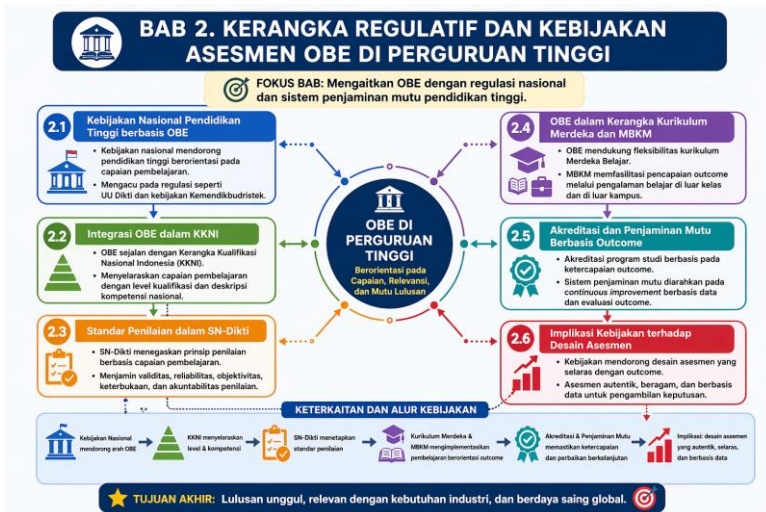 BAB 2. KERANGKA REGULATIF DAN KEBIJAKAN
ASESMEN OBE DI PERGURUAN TINGGI
FOKUS BAB: Mengaitkan OBE dengan regulasi nasional
dan sistem penjaminan mutu pendidikan tinggi.
2.1
Kebijakan Nasional Pendidikan
Tinggi berbasis OBE
• Kebijakan nasional mendorong
pendidikan tinggi berorientasi pada
capaian pembelajaran.
• Mengacu pada regulasi seperti
UU Dikti dan kebijakan Kemendikbudristek.
2.2
Integrasi OBE dalam KKNI
• OBE sejalan dengan Kerangka Kualifikasi
Nasional Indonesia (KKNI).
• Menyelaraskan capaian pembelajaran
dengan level kualifikasi dan deskripsi
kompetensi nasional.
2.3
Standar Penilaian dalam SN-Dikti
• SN-Dikti menegaskan prinsip penilaian
berbasis capaian pembelajaran.
• Menjamin validitas, reliabilitas, objektivitas,
keterbukaan, dan akuntabilitas penilaian.
OBE DI
PERGURUAN
TINGGI
Berorientasi pada
Capaian, Relevansi,
dan Mutu Lulusan
2.4
OBE dalam Kerangka Kurikulum
Merdeka dan MBKM
• OBE mendukung fleksibilitas kurikulum
Merdeka Belajar.
• MBKM memfasilitasi pencapaian outcome
melalui pengalaman belajar di luar kelas
dan di luar kampus.
2.5
Akreditasi dan Penjaminan Mutu
Berbasis Outcome
• Akreditasi program studi berbasis pada
ketercapaian outcome.
• Sistem penjaminan mutu diarahkan pada
continuous improvement berbasis data
dan evaluasi outcome.
2.6
Implikasi Kebijakan terhadap
Desain Asesmen
• Kebijakan mendorong desain asesmen yang
selaras dengan outcome.
• Asesmen autentik, beragam, dan berbasis
data untuk pengambilan keputusan.
KETERKAITAN DAN ALUR KEBIJAKAN
Kebijakan Nasional
mendorong arah OBE
KKNI menyelaraskan
level & kompetensi
SN-Dikti menetapkan
standar penilaian
Kurikulum Merdeka &
MBKM mengimplementasikan
pembelajaran berorientasi outcome
Akreditasi & Penjaminan Mutu
memastikan ketercapaian
dan perbaikan berkelanjutan
Implikasi: desain asesmen
yang autentik, selaras,
dan berbasis data
TUJUAN AKHIR: Lulusan unggul, relevan dengan kebutuhan industri, dan berdaya saing global.